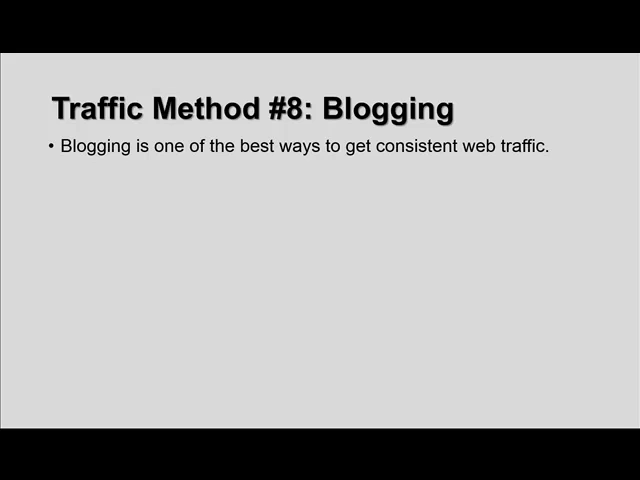 Traffic Method #8: Blogging
• Blogging is one of the best ways to get consistent web traffic.